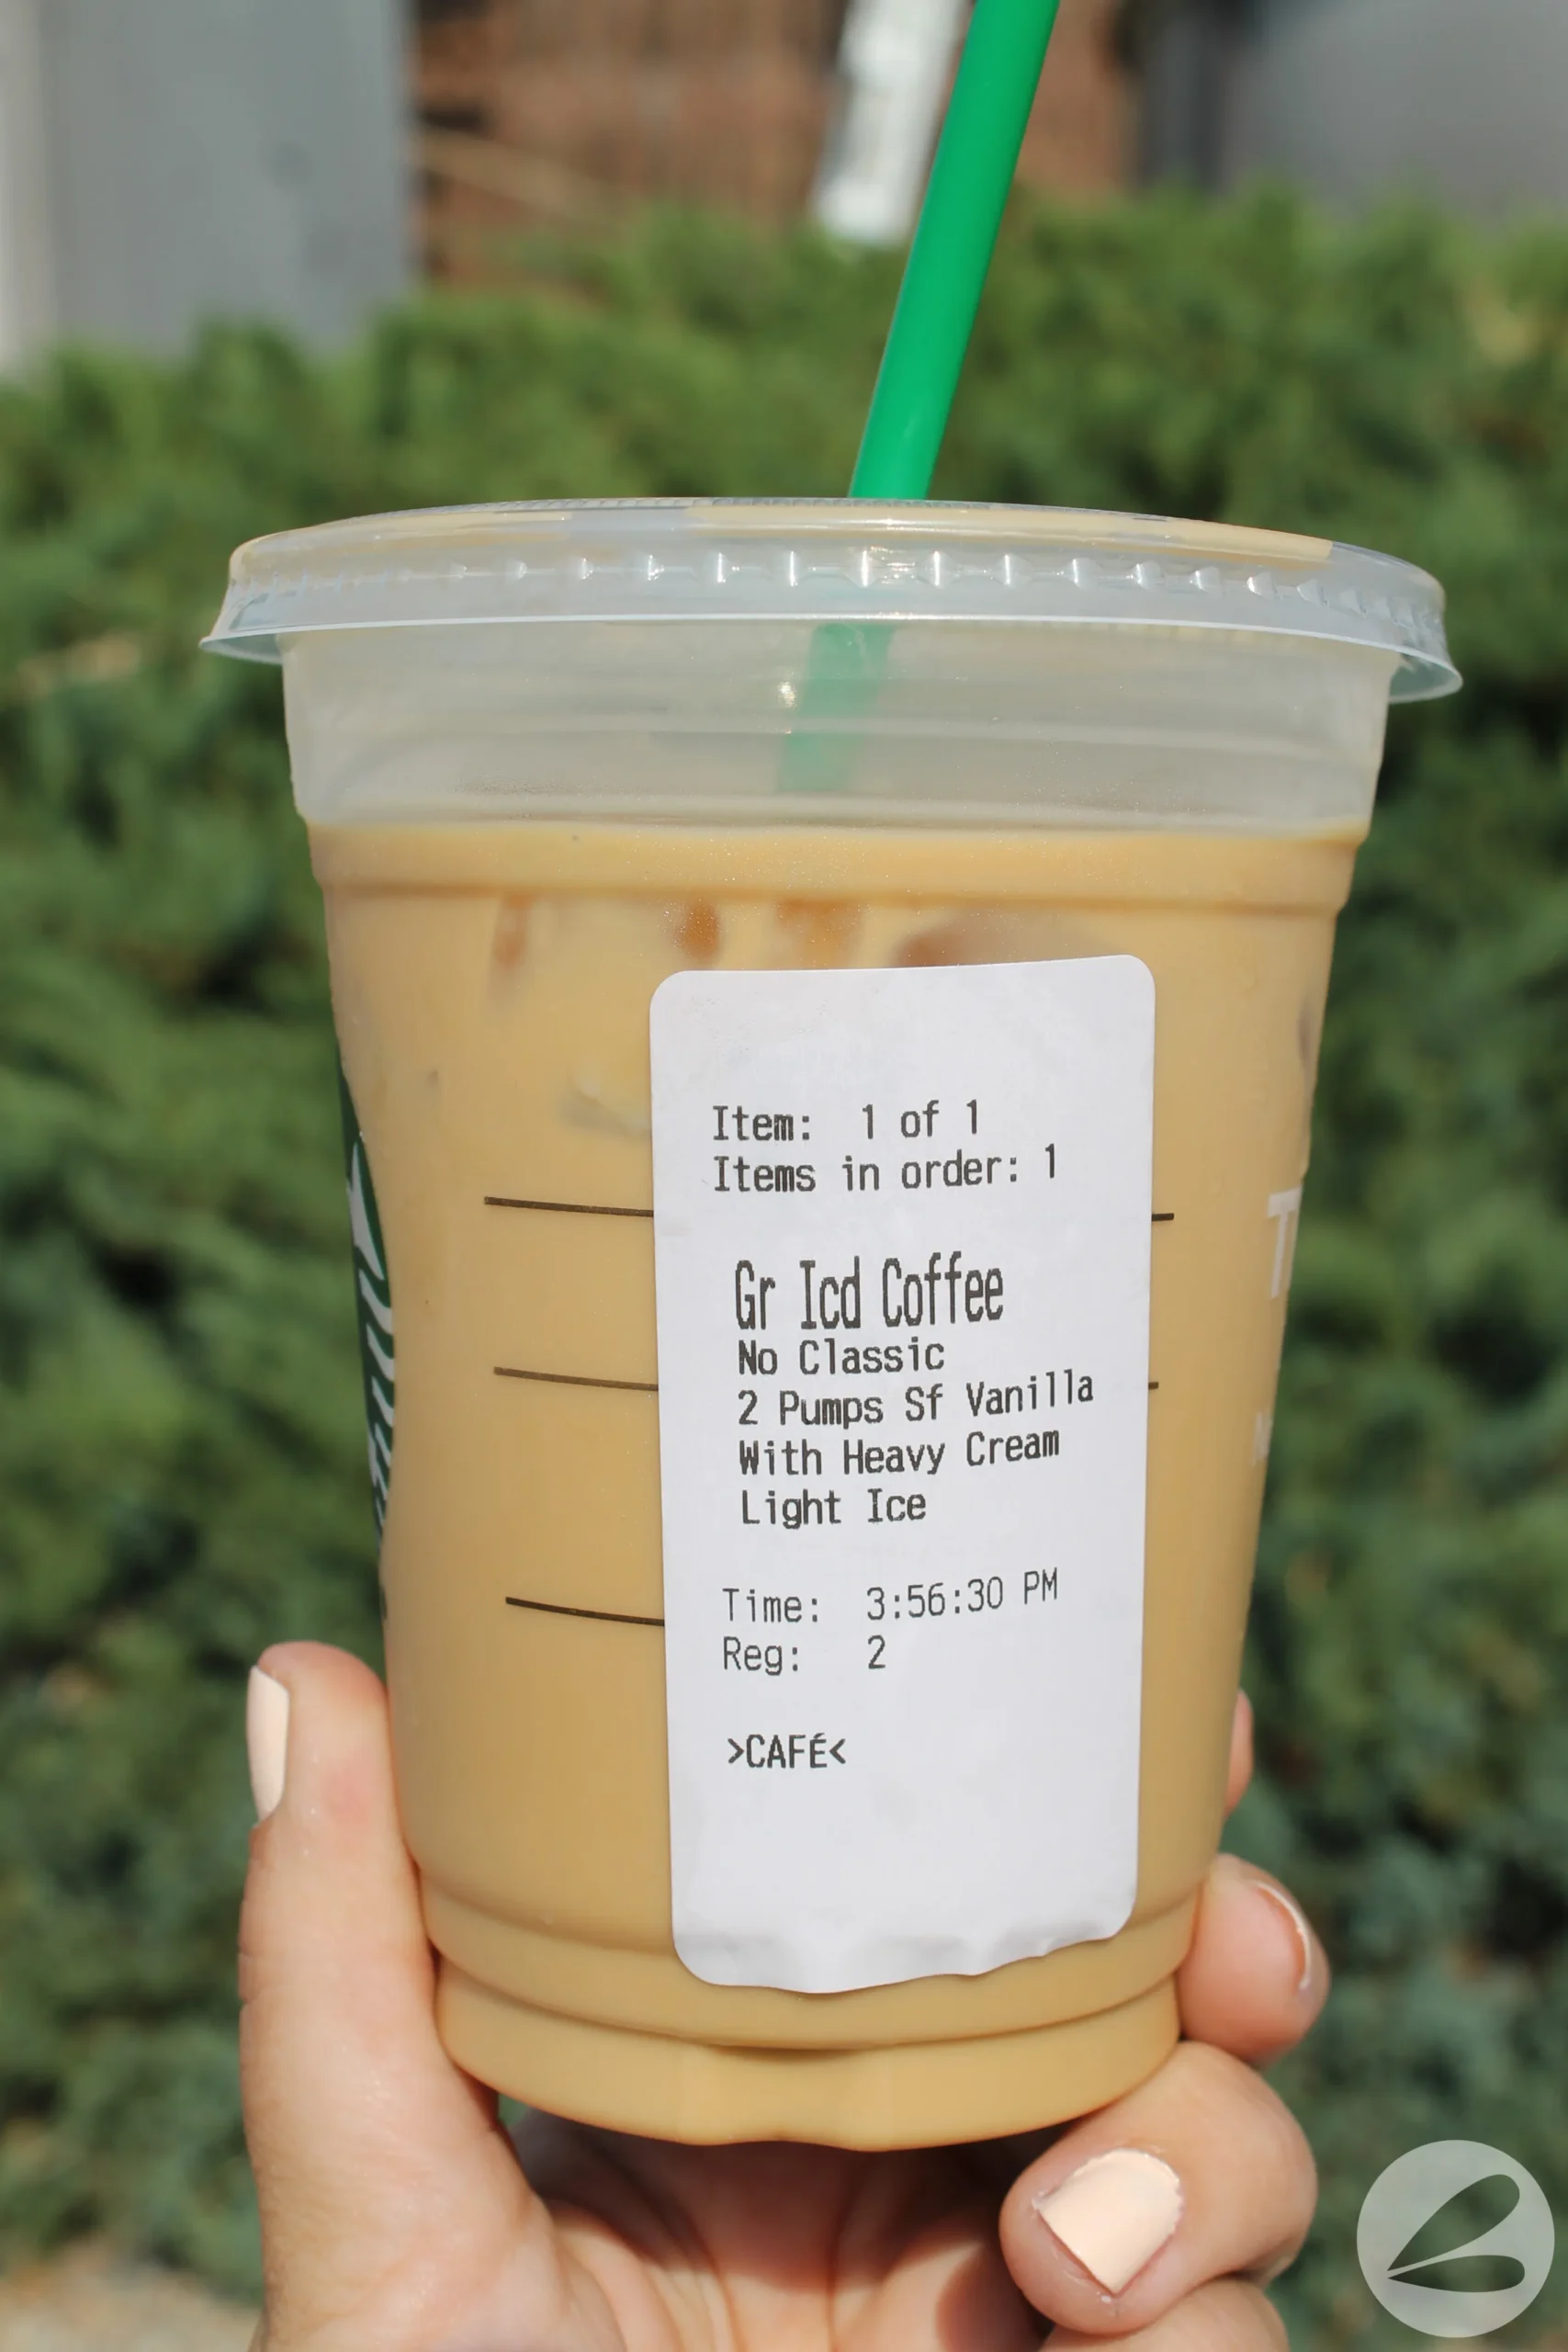 Item: 1 of 1
Items in order: 1
Gr Icd Coffee
No Classic
2 Pumps Sf Vanilla
With Heavy Cream
Light Ice
Time: 3:56:30 PM
Reg: 2
>CAFÉ<